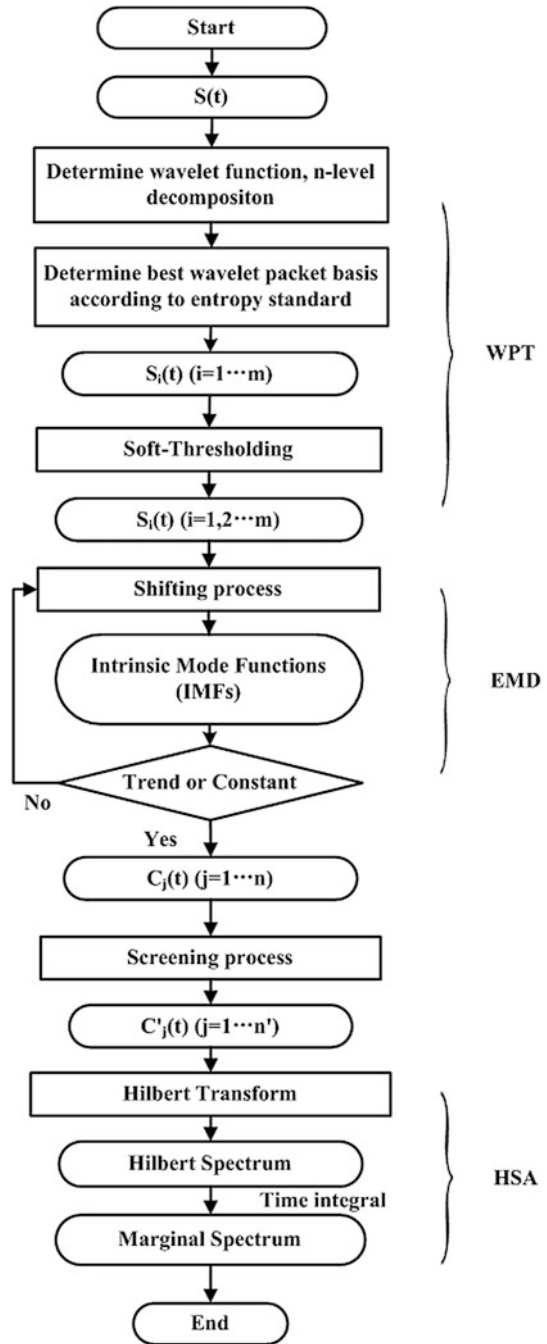 Start
S(t)
Determine wavelet function, n-level
decompositon
Determine best wavelet packet basis
according to entropy standard
WPT
Sᵢ(t) (i=1⋯m)
Soft-Thresholding
Sᵢ(t) (i=1,2⋯m)
Shifting process
Intrinsic Mode Functions
(IMFs)
EMD
Trend or Constant
No
Yes
Cⱼ(t) (j=1⋯n)
Screening process
C'ⱼ(t) (j=1⋯n')
Hilbert Transform
Hilbert Spectrum
HSA
Time integral
Marginal Spectrum
End